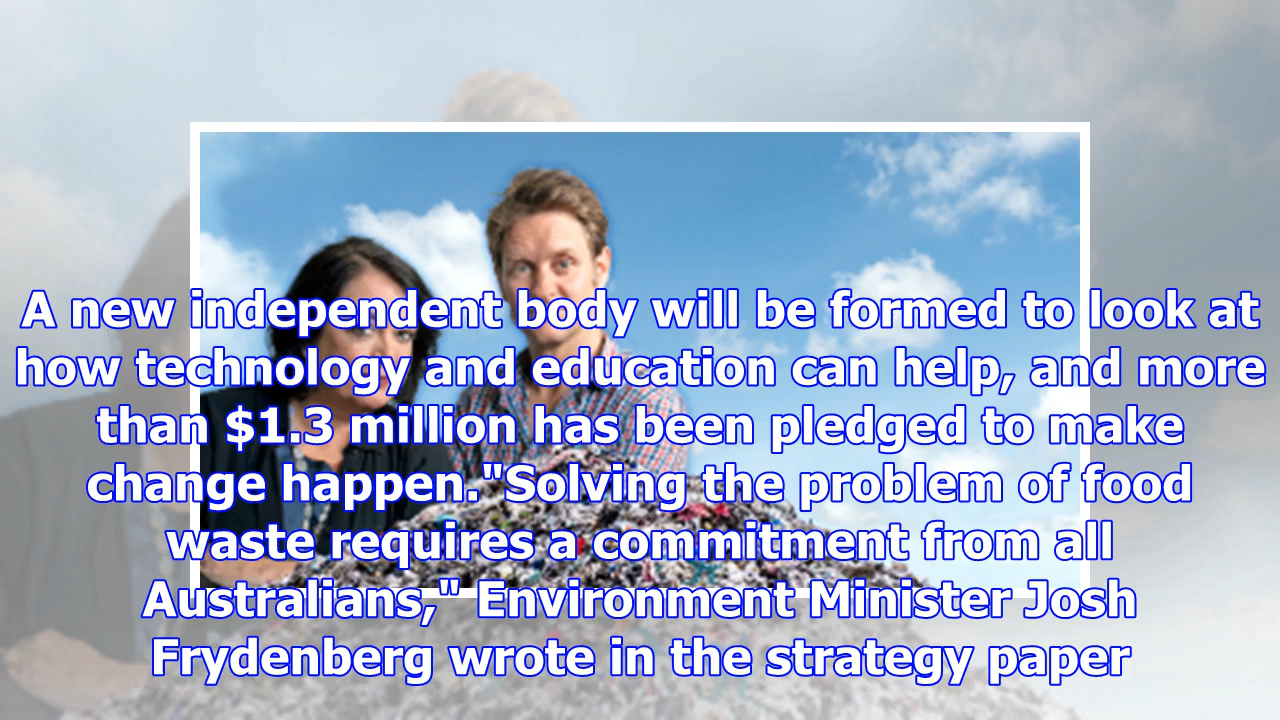 A new independent body will be formed to look at
how technology and education can help, and more
than $1.3 million has been pledged to make
change happen."Solving the problem of food
waste requires a commitment from all
Australians," Environment Minister Josh
Frydenberg wrote in the strategy paper